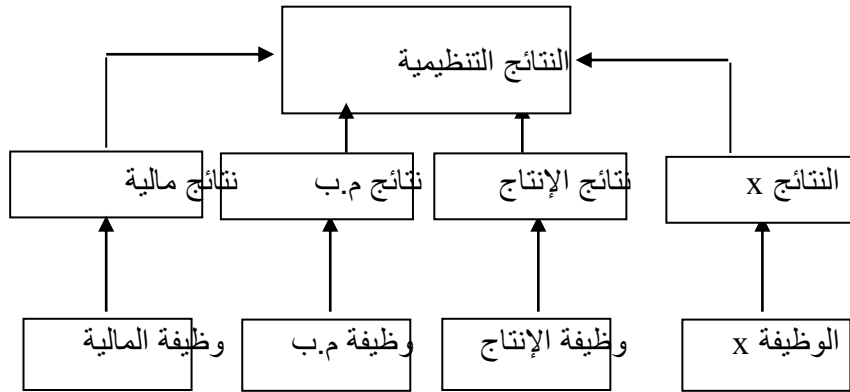 النتائج التنظيمية
النتائج x
نتائج الإنتاج
نتائج م.ب
نتائج مالية
الوظيفة x
وظيفة الإنتاج
وظيفة م.ب
وظيفة المالية